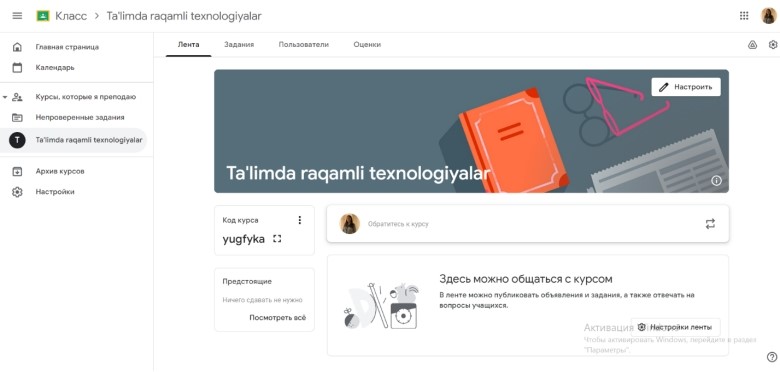 Класс > Ta'limda raqamli texnologiyalar
Главная страница
Календарь
Курсы, которые я преподаю
Непроверенные задания
T Ta'limda raqamli texnologiyalar
Архив курсов
Настройки
Лента Задания Пользователи Оценки
Настроить
Ta'limda raqamli texnologiyalar
Код курса
yugfyka
Предстоящие
Ничего сдавать не нужно
Посмотреть всё
Обратитесь к курсу
Здесь можно общаться с курсом
В ленте можно публиковать объявления и задания, а также отвечать на
вопросы учащихся.
Настройки ленты
Активация
Чтобы активировать Windows, перейдите в раздел
"Параметры".